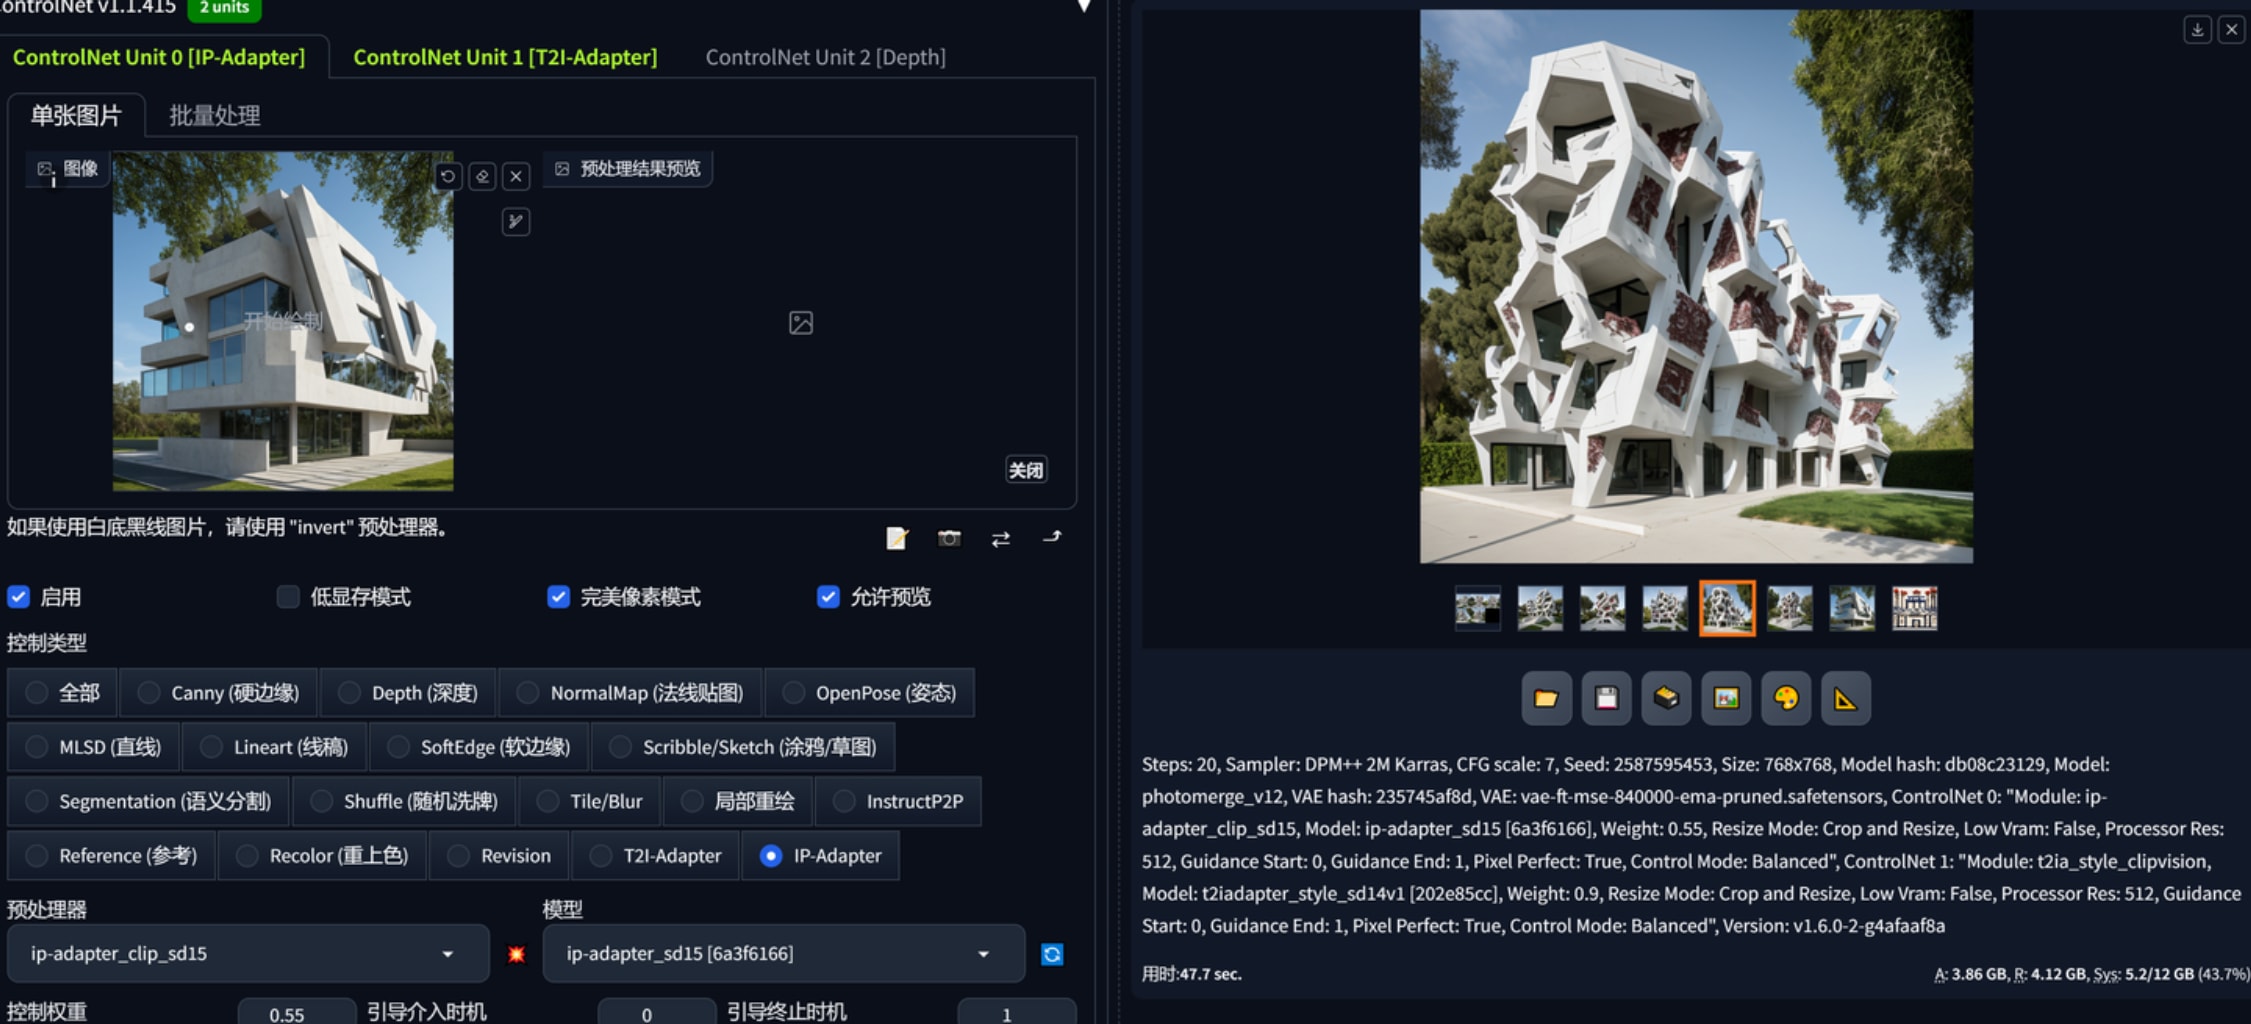 ontrolNet v1.1.415 2 units
ControlNet Unit 0 [IP-Adapter] ControlNet Unit 1 [T2I-Adapter] ControlNet Unit 2 [Depth]
单张图片 批量处理
图像 预处理结果预览
开始绘制
关闭
如果使用白底黑线图片，请使用 "invert" 预处理器。
启用 低显存模式 完美像素模式 允许预览
控制类型
全部 Canny (硬边缘) Depth (深度) NormalMap (法线贴图) OpenPose (姿态)
MLSD (直线) Lineart (线稿) SoftEdge (软边缘) Scribble/Sketch (涂鸦/草图)
Segmentation (语义分割) Shuffle (随机洗牌) Tile/Blur 局部重绘 InstructP2P
Reference (参考) Recolor (重上色) Revision T2I-Adapter IP-Adapter
预处理器 模型
ip-adapter_clip_sd15 ip-adapter_sd15 [6a3f6166]
控制权重 0.55 引导介入时机 0 引导终止时机 1
Steps: 20, Sampler: DPM++ 2M Karras, CFG scale: 7, Seed: 2587595453, Size: 768x768, Model hash: db08c23129, Model:
photomerge_v12, VAE hash: 235745af8d, VAE: vae-ft-mse-840000-ema-pruned.safetensors, ControlNet 0: "Module: ip-
adapter_clip_sd15, Model: ip-adapter_sd15 [6a3f6166], Weight: 0.55, Resize Mode: Crop and Resize, Low Vram: False, Processor Res:
512, Guidance Start: 0, Guidance End: 1, Pixel Perfect: True, Control Mode: Balanced", ControlNet 1: "Module: t2ia_style_clipvision,
Model: t2iadapter_style_sd14v1 [202e85cc], Weight: 0.9, Resize Mode: Crop and Resize, Low Vram: False, Processor Res: 512, Guidance
Start: 0, Guidance End: 1, Pixel Perfect: True, Control Mode: Balanced", Version: v1.6.0-2-g4afaaf8a
用时:47.7 sec. A: 3.86 GB, R: 4.12 GB, Sys: 5.2/12 GB (43.7%)